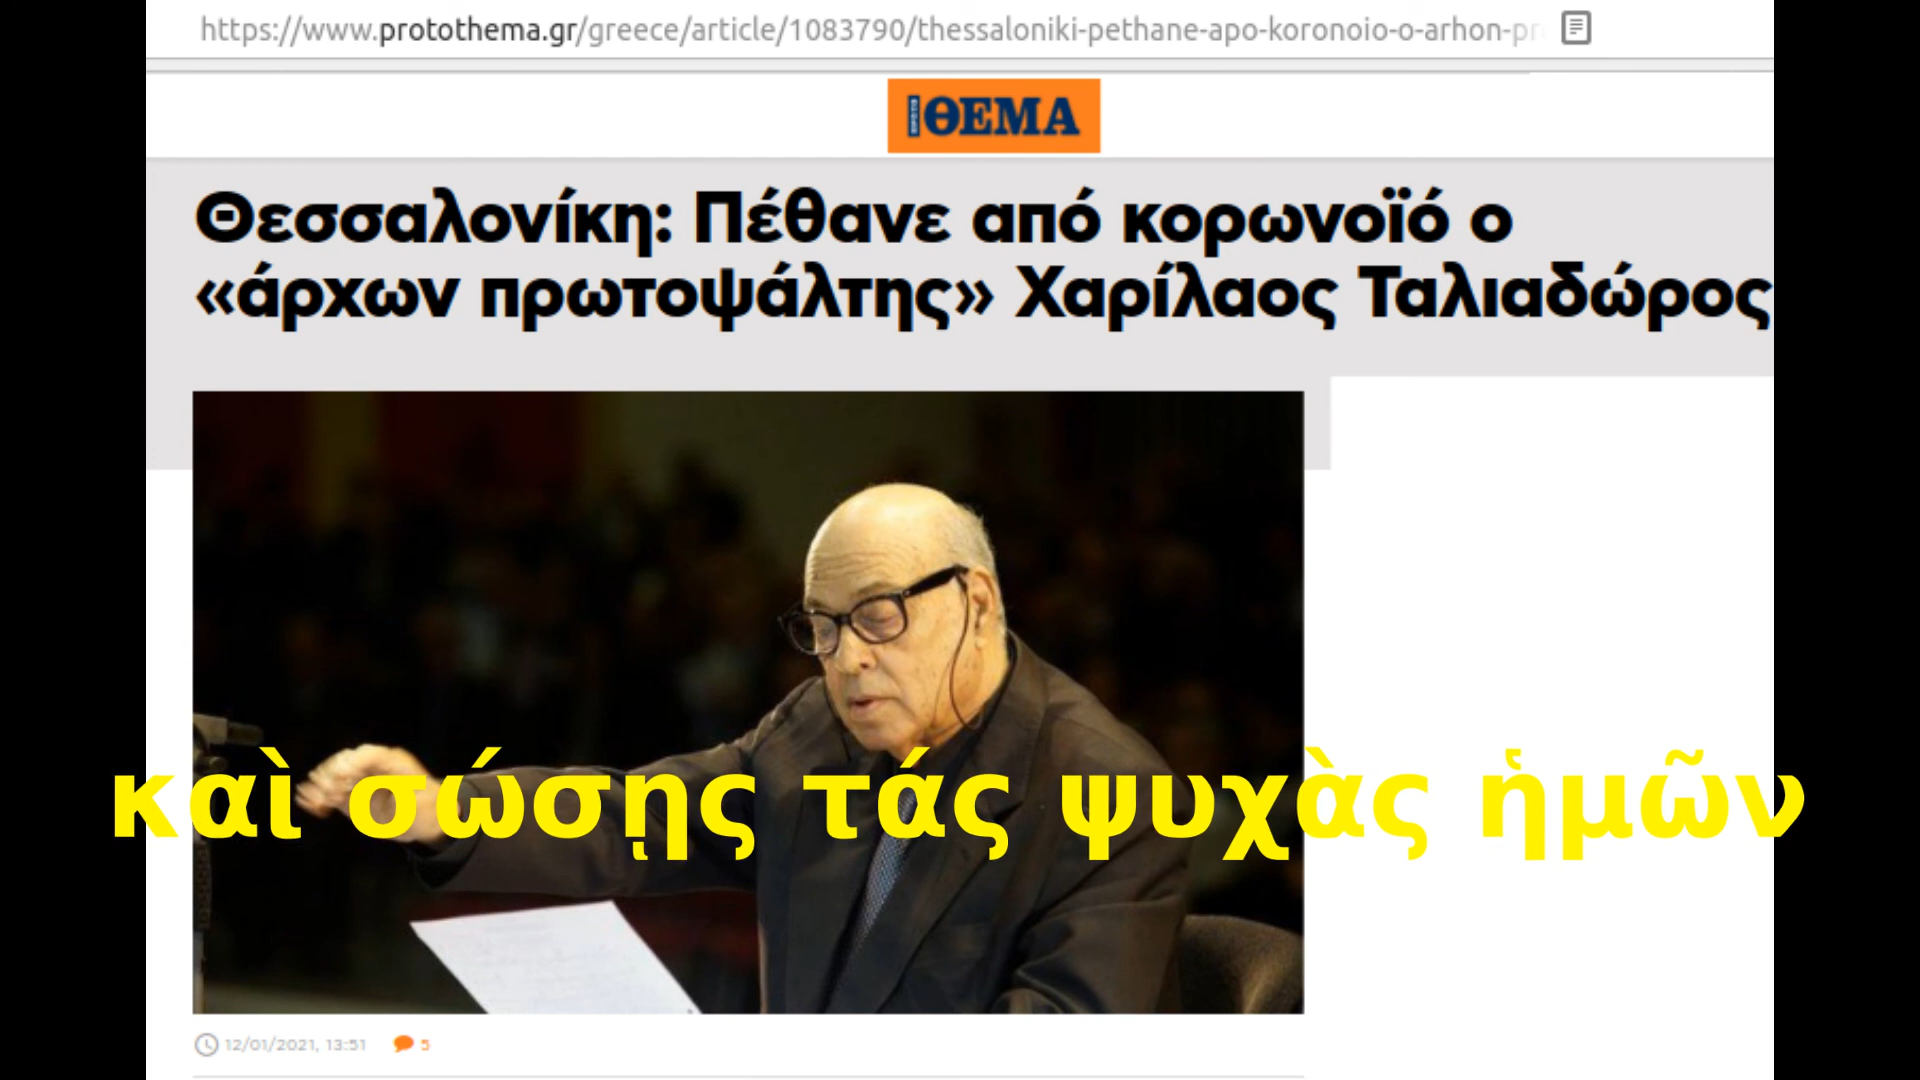 https://www.protothema.gr/greece/article/1083790/thessaloniki-pethane-apo-koronoio-o-arhon-pr
ΠΡΩΤΟ ΘΕΜΑ
Θεσσαλονίκη: Πέθανε από κορωνοϊό ο
«άρχων πρωτοψάλτης» Χαρίλαος Ταλιαδώρος
καὶ σώσῃς τάς ψυχὰς ἡμῶν
12/01/2021, 13:51 5